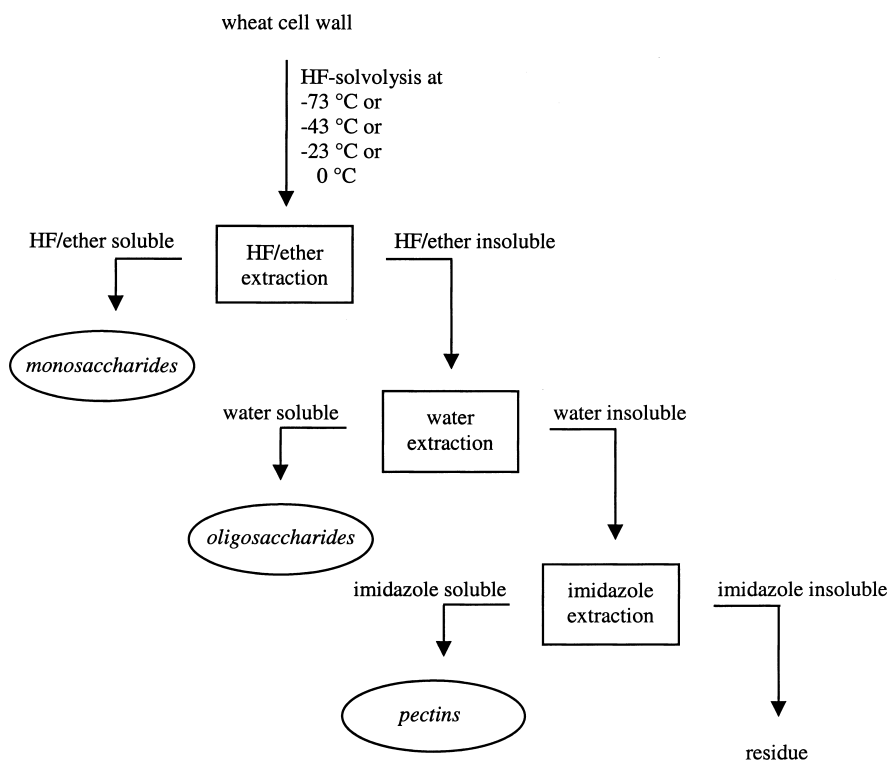 wheat cell wall
HF-solvolysis at
-73 °C or
-43 °C or
-23 °C or
0 °C
HF/ether soluble
HF/ether
extraction
HF/ether insoluble
monosaccharides
water soluble
water
extraction
water insoluble
oligosaccharides
imidazole soluble
imidazole
extraction
imidazole insoluble
pectins
residue